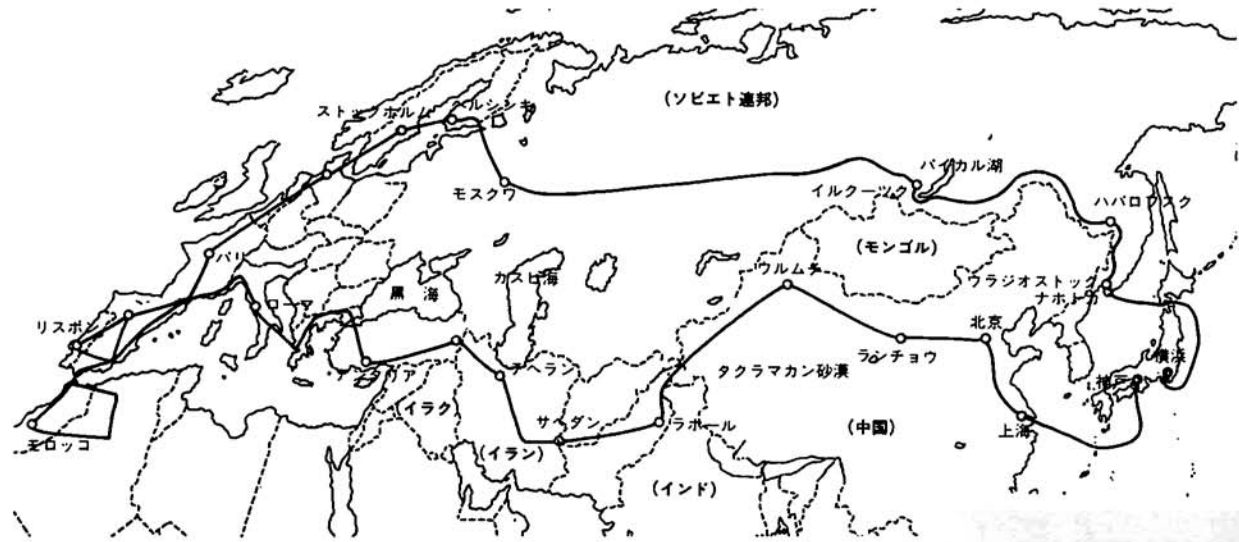 (ソビエト連邦)
ストックホルム
ヘルシンキ
モスクワ
バイカル湖
イルクーツク
ハバロフスク
(モンゴル)
パリ
カスピ海
ウルムチ
ウラジオストック
ナホトカ
黒海
ローマ
リスボン
北京
ランチョウ
横浜
テヘラン
タクラマカン砂漠
神戸
イラク
サヘダン
ラホール
(中国)
上海
モロッコ
(イラン)
(インド)